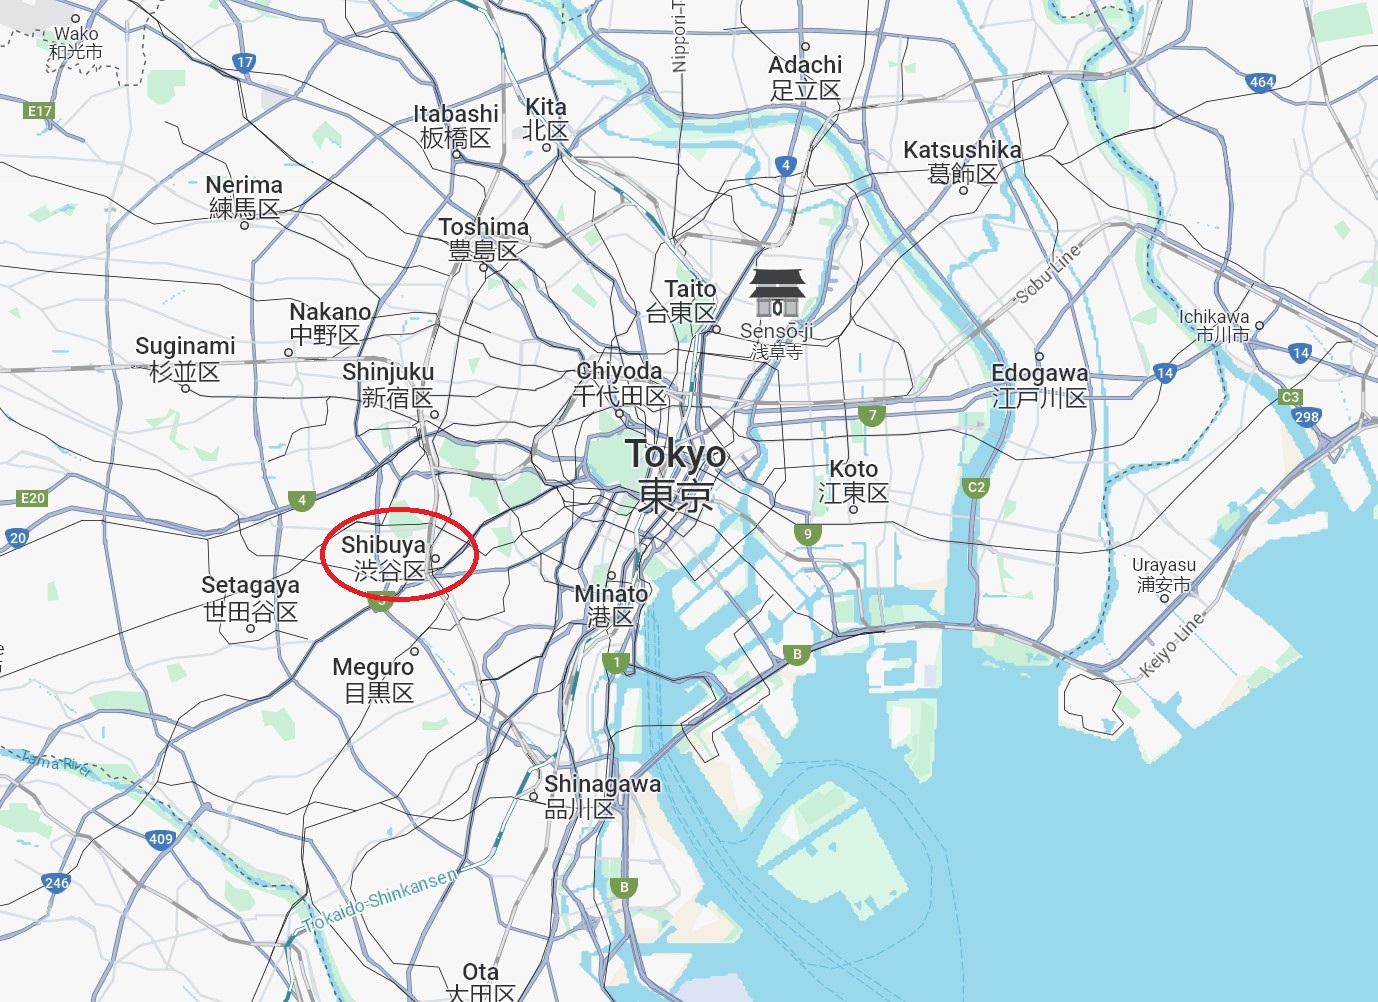 Wako
和光市
17
E17
Itabashi
板橋区
Kita
北区
Nippori-T
Adachi
足立区
464
4
Katsushika
葛飾区
Nerima
練馬区
Toshima
豊島区
Taito
台東区
Sensō-ji
浅草寺
Sobu Line
Ichikawa
市川市
Nakano
中野区
Suginami
杉並区
Shinjuku
新宿区
Chiyoda
千代田区
Edogawa
江戸川区
14
14
C3
298
7
Tokyo
東京
Koto
江東区
C2
E20
4
20
9
Shibuya
渋谷区
Setagaya
世田谷区
3
Minato
港区
Urayasu
浦安市
Keiyo Line
e
Meguro
目黒区
1
B
Tama River
Shinagawa
品川区
409
246
B
Tokaido-Shinkansen
Ota
大田区